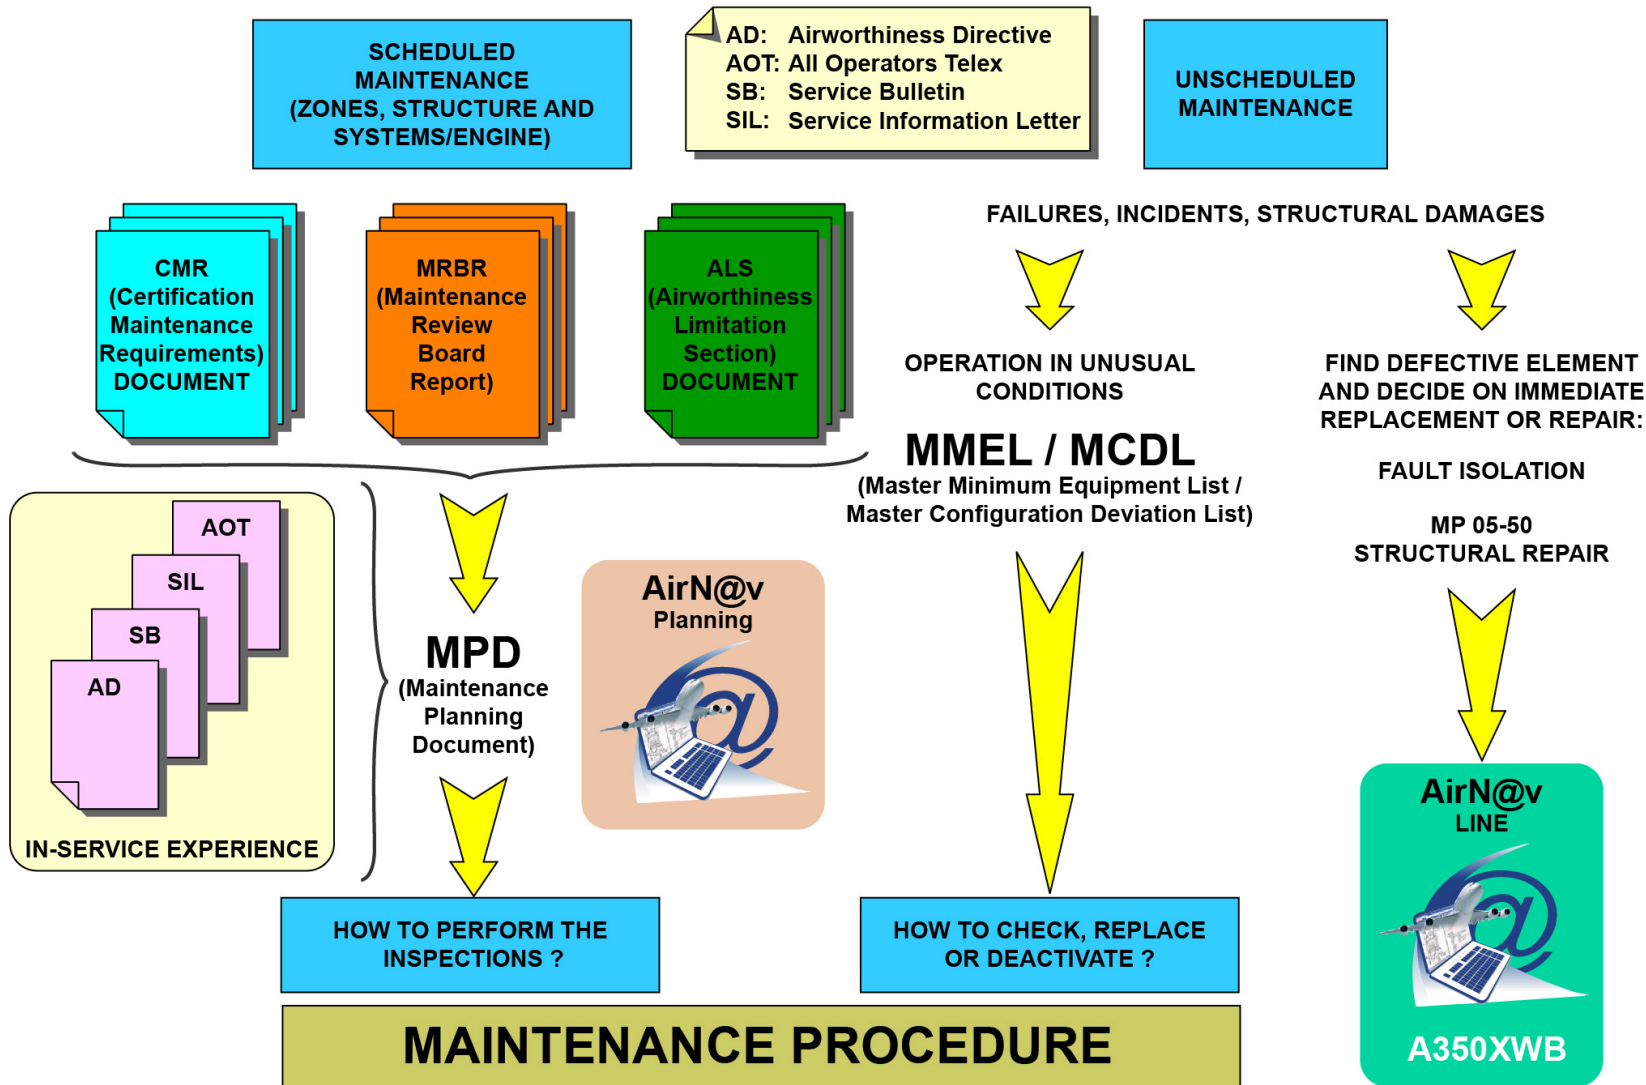 SCHEDULED
MAINTENANCE
(ZONES, STRUCTURE AND
SYSTEMS/ENGINE)
AD: Airworthiness Directive
AOT: All Operators Telex
SB: Service Bulletin
SIL: Service Information Letter
UNSCHEDULED
MAINTENANCE
CMR
(Certification
Maintenance
Requirements)
DOCUMENT
MRBR
(Maintenance
Review
Board
Report)
ALS
(Airworthiness
Limitation
Section)
DOCUMENT
FAILURES, INCIDENTS, STRUCTURAL DAMAGES
OPERATION IN UNUSUAL
CONDITIONS
MMEL / MCDL
(Master Minimum Equipment List /
Master Configuration Deviation List)
FIND DEFECTIVE ELEMENT
AND DECIDE ON IMMEDIATE
REPLACEMENT OR REPAIR:
FAULT ISOLATION
MP 05-50
STRUCTURAL REPAIR
AOT
SIL
SB
AD
IN-SERVICE EXPERIENCE
MPD
(Maintenance
Planning
Document)
AirN@v
Planning
@
AirN@v
LINE
@
A350XWB
HOW TO PERFORM THE
INSPECTIONS ?
HOW TO CHECK, REPLACE
OR DEACTIVATE ?
MAINTENANCE PROCEDURE